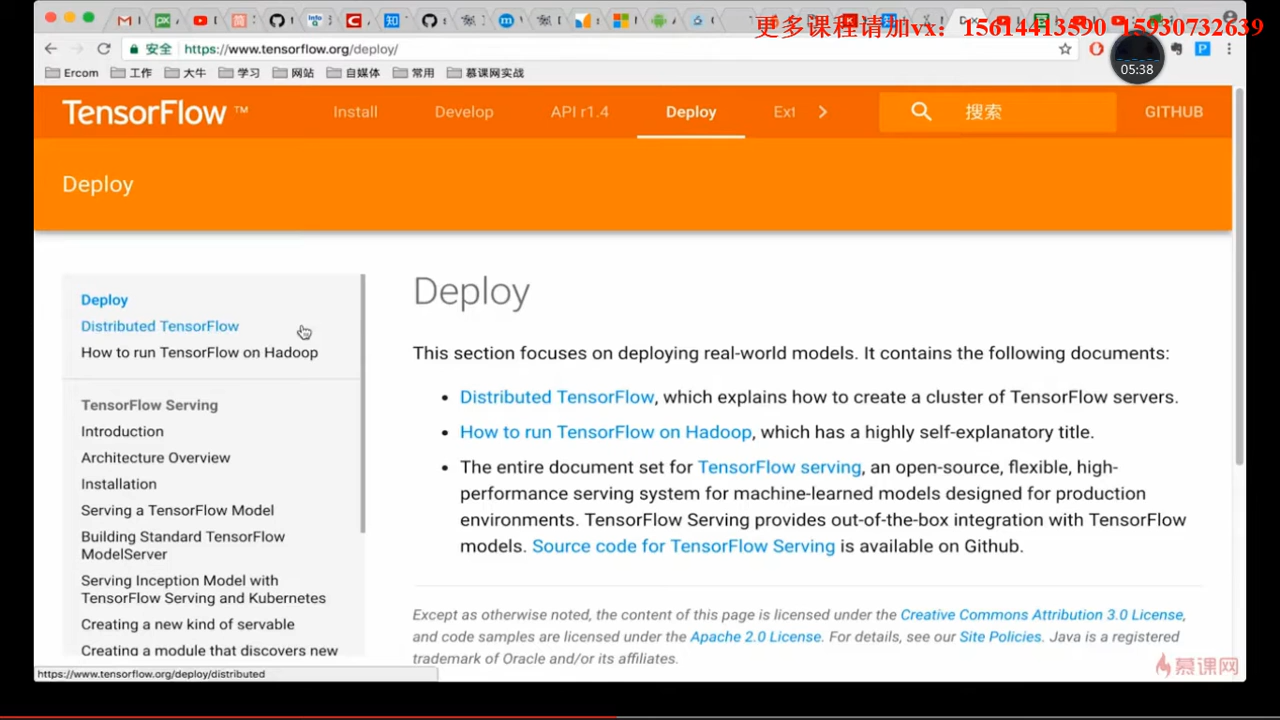 更多课程请加vx：15614413590 15930732639
安全 https://www.tensorflow.org/deploy/
05:38
Ercom 工作 大牛 学习 网站 自媒体 常用 慕课网实战
TensorFlow ™ Install Develop API r1.4 Deploy Ext 搜索 GITHUB
Deploy
Deploy
Distributed TensorFlow
How to run TensorFlow on Hadoop
TensorFlow Serving
Introduction
Architecture Overview
Installation
Serving a TensorFlow Model
Building Standard TensorFlow
ModelServer
Serving Inception Model with
TensorFlow Serving and Kubernetes
Creating a new kind of servable
Creating a module that discovers new
Deploy
This section focuses on deploying real-world models. It contains the following documents:
• Distributed TensorFlow, which explains how to create a cluster of TensorFlow servers.
• How to run TensorFlow on Hadoop, which has a highly self-explanatory title.
• The entire document set for TensorFlow serving, an open-source, flexible, high-
performance serving system for machine-learned models designed for production
environments. TensorFlow Serving provides out-of-the-box integration with TensorFlow
models. Source code for TensorFlow Serving is available on Github.
Except as otherwise noted, the content of this page is licensed under the Creative Commons Attribution 3.0 License,
and code samples are licensed under the Apache 2.0 License. For details, see our Site Policies. Java is a registered
trademark of Oracle and/or its affiliates.
https://www.tensorflow.org/deploy/distributed
慕课网